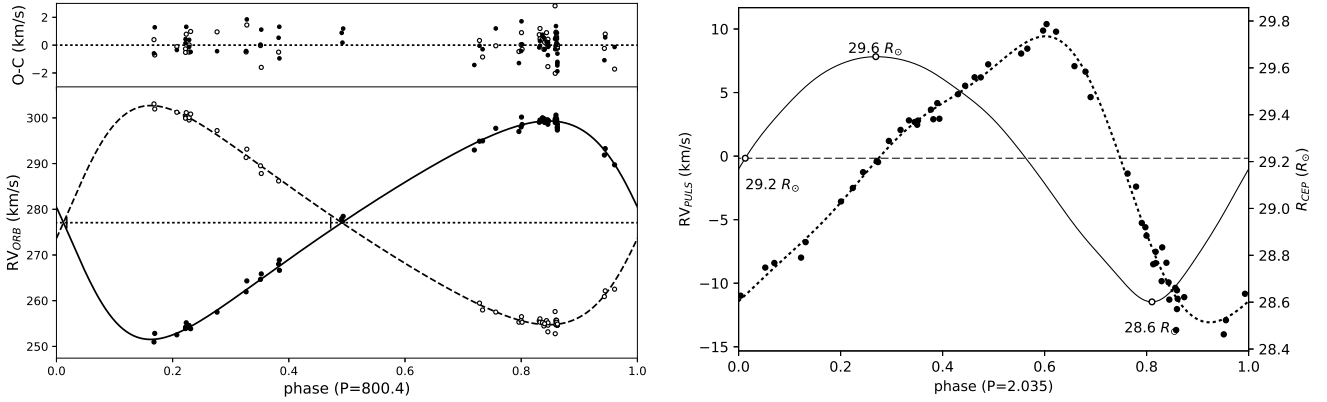 O-C (km/s)
2
0
−2
RV_ORB (km/s)
300
290
280
270
260
250
0.0 0.2 0.4 0.6 0.8 1.0
phase (P=800.4)
RV_PULS (km/s)
10
5
0
−5
−10
−15
29.6 R⊙
29.2 R⊙
28.6 R⊙
29.8
29.6
29.4
29.2
29.0
28.8
28.6
28.4
R_CEP (R⊙)
0.0 0.2 0.4 0.6 0.8 1.0
phase (P=2.035)